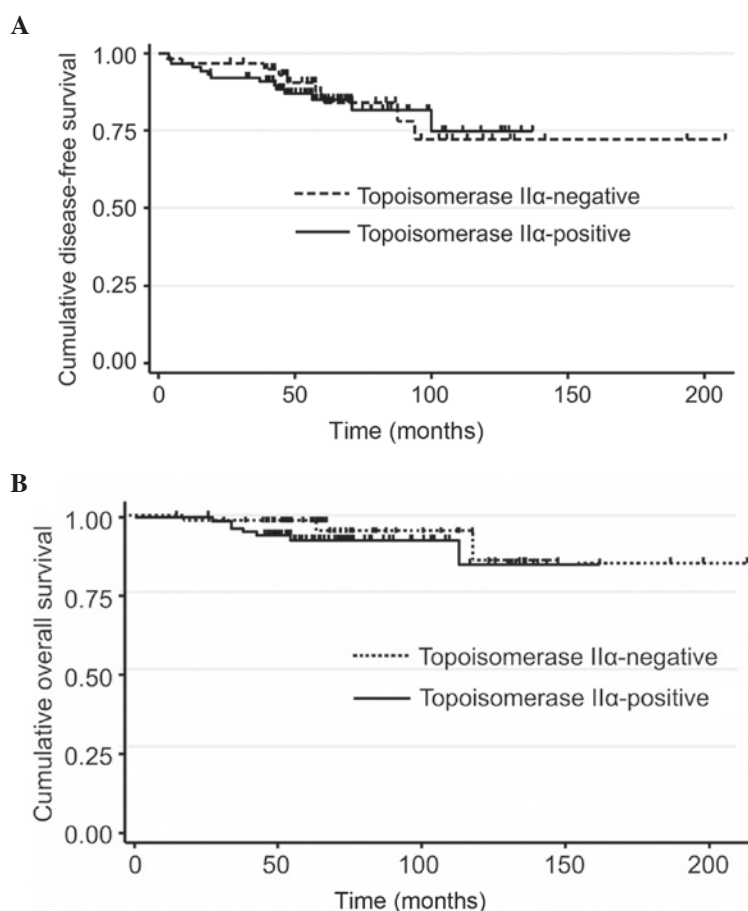 A
Cumulative disease-free survival
1.00
0.75
0.50
0.25
0.00
Topoisomerase IIα-negative
Topoisomerase IIα-positive
0 50 100 150 200
Time (months)
B
Cumulative overall survival
1.00
0.75
0.50
0.25
0.00
Topoisomerase IIα-negative
Topoisomerase IIα-positive
0 50 100 150 200
Time (months)